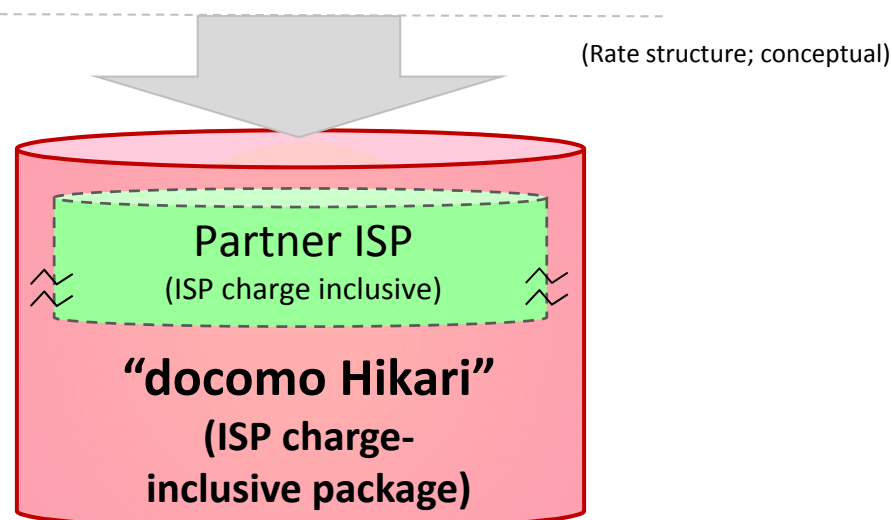 (Rate structure; conceptual)
Partner ISP
(ISP charge inclusive)
“docomo Hikari”
(ISP charge-
inclusive package)